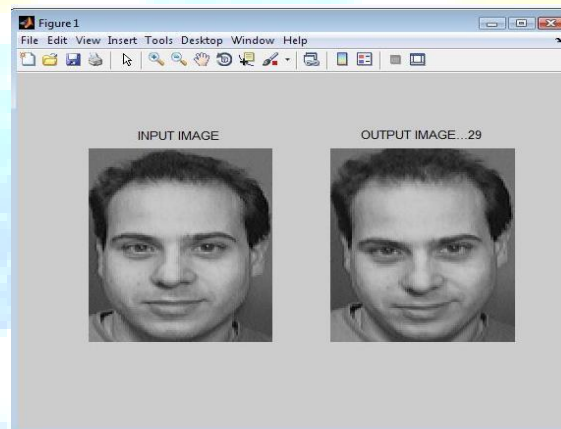 Figure 1
File Edit View Insert Tools Desktop Window Help
INPUT IMAGE
OUTPUT IMAGE...29